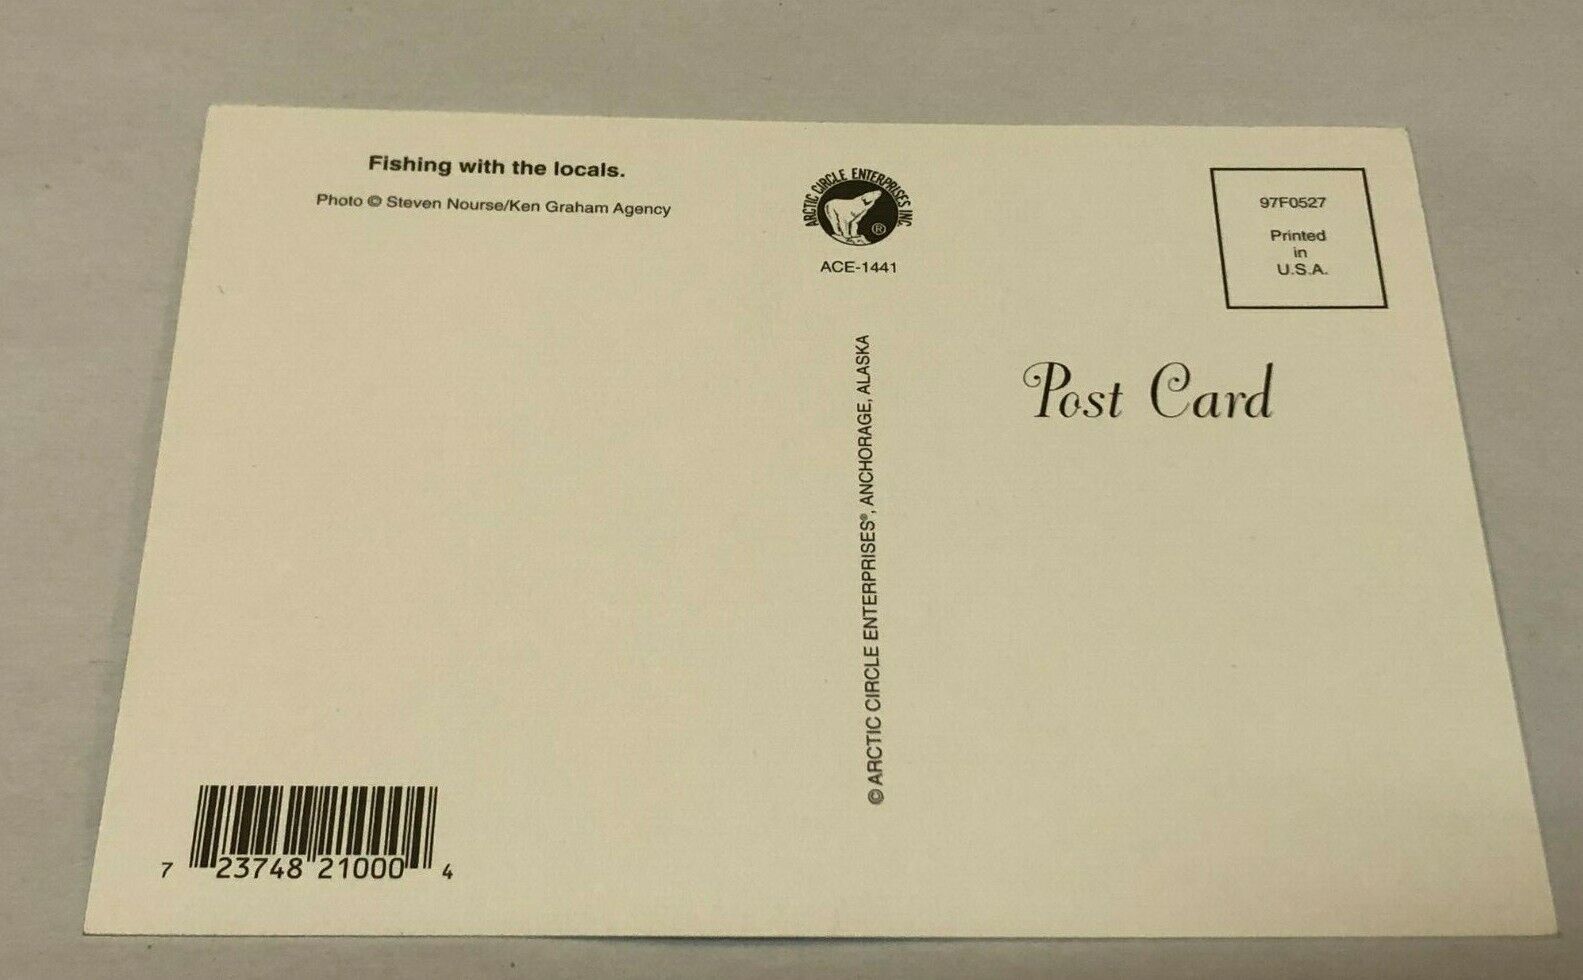 Fishing with the locals.
Photo © Steven Nourse/Ken Graham Agency
ARCTIC CIRCLE ENTERPRISES INC.
®
ACE-1441
© ARCTIC CIRCLE ENTERPRISES®, ANCHORAGE, ALASKA
97F0527
Printed
in
U.S.A.
Post Card
7 23748 21000 4